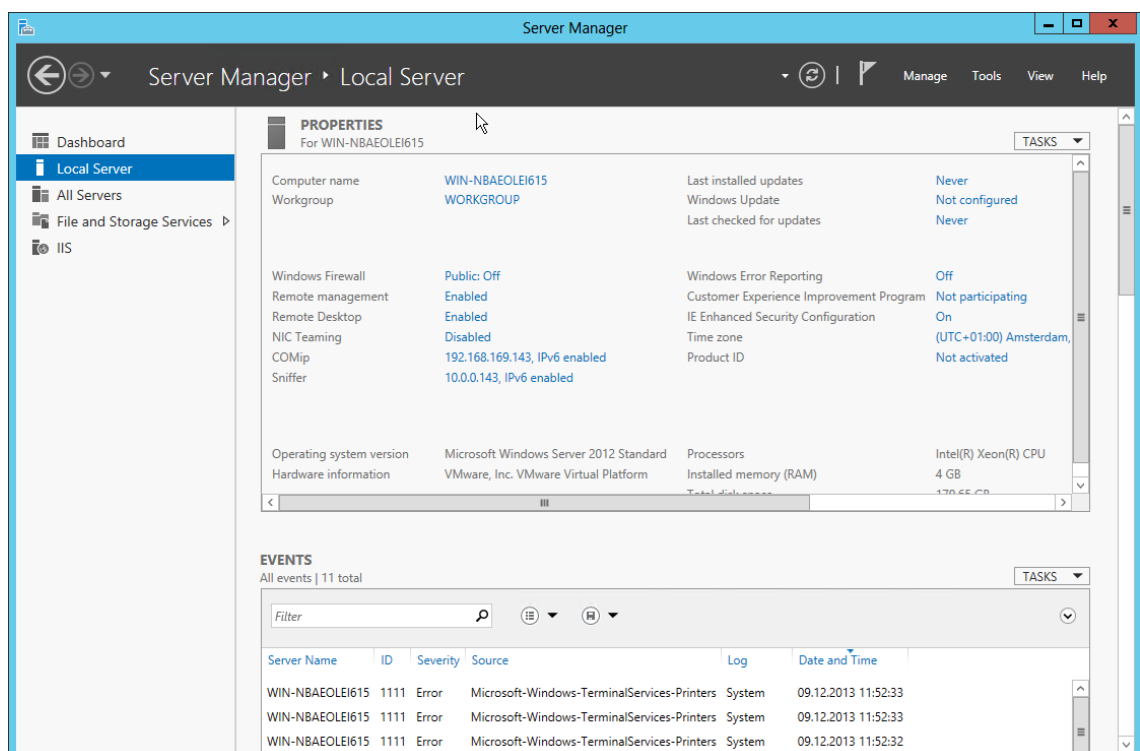 Server Manager
Server Manager • Local Server
Manage Tools View Help
Dashboard
Local Server
All Servers
File and Storage Services
IIS
PROPERTIES
For WIN-NBAEOLEI615
TASKS
Computer name WIN-NBAEOLEI615 Last installed updates Never
Workgroup WORKGROUP Windows Update Not configured
Last checked for updates Never
Windows Firewall Public: Off Windows Error Reporting Off
Remote management Enabled Customer Experience Improvement Program Not participating
Remote Desktop Enabled IE Enhanced Security Configuration On
NIC Teaming Disabled Time zone (UTC+01:00) Amsterdam,
COMip 192.168.169.143, IPv6 enabled Product ID Not activated
Sniffer 10.0.0.143, IPv6 enabled
Operating system version Microsoft Windows Server 2012 Standard Processors Intel(R) Xeon(R) CPU
Hardware information VMware, Inc. VMware Virtual Platform Installed memory (RAM) 4 GB
Total disk space 179.65 GB
EVENTS
All events | 11 total
TASKS
Filter
Server Name ID Severity Source Log Date and Time
WIN-NBAEOLEI615 1111 Error Microsoft-Windows-TerminalServices-Printers System 09.12.2013 11:52:33
WIN-NBAEOLEI615 1111 Error Microsoft-Windows-TerminalServices-Printers System 09.12.2013 11:52:33
WIN-NBAEOLEI615 1111 Error Microsoft-Windows-TerminalServices-Printers System 09.12.2013 11:52:32